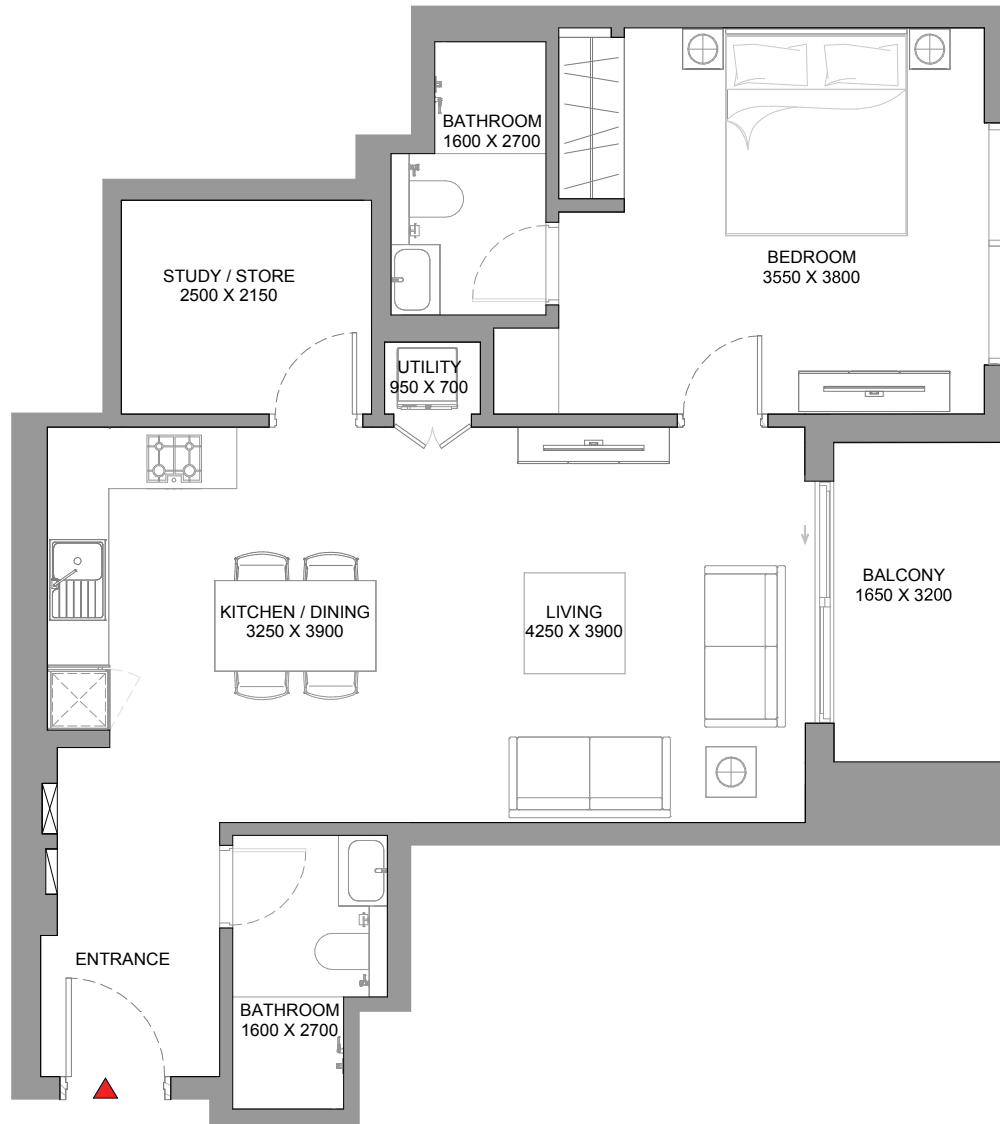 BATHROOM
1600 X 2700
BEDROOM
3550 X 3800
STUDY / STORE
2500 X 2150
UTILITY
950 X 700
BALCONY
1650 X 3200
KITCHEN / DINING
3250 X 3900
LIVING
4250 X 3900
ENTRANCE
BATHROOM
1600 X 2700